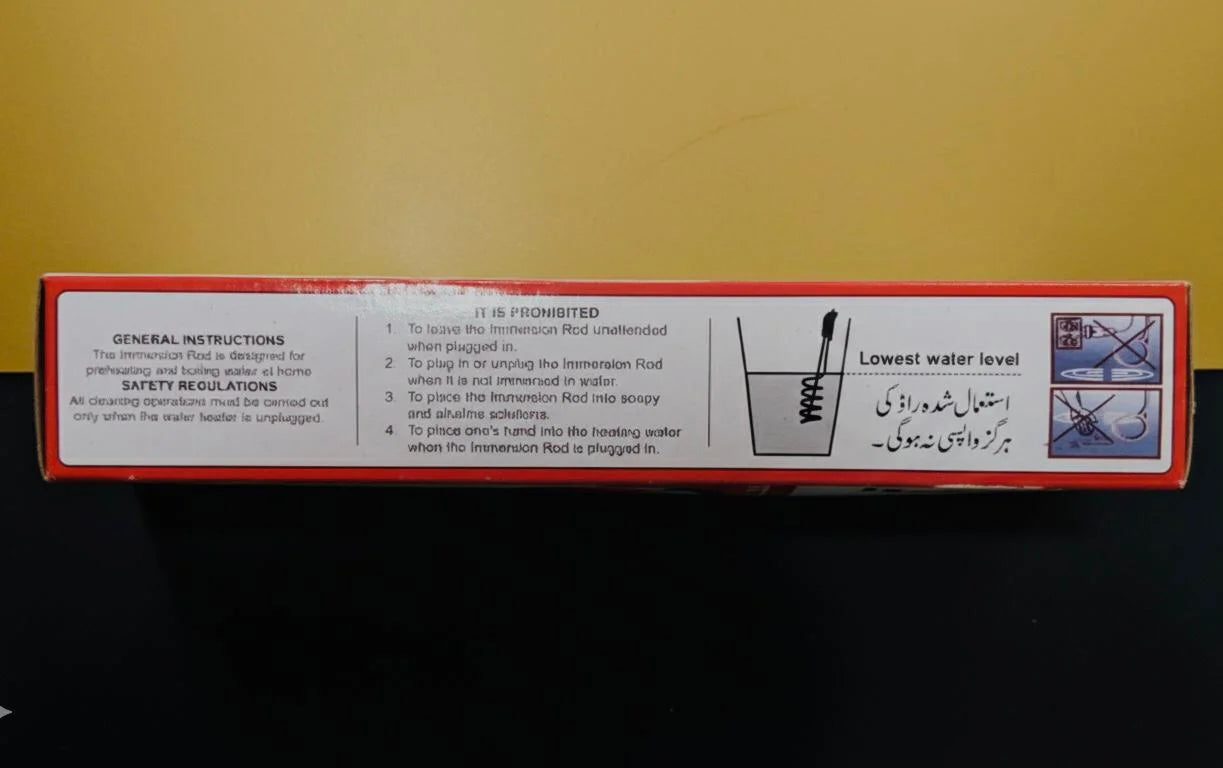 GENERAL INSTRUCTIONS
The Immersion Rod is designed for
preheating and boiling water at home
SAFETY REGULATIONS
All cleaning operations must be carried out
only when the water heater is unplugged.
IT IS PROHIBITED
1. To leave the Immersion Rod unattended
when plugged in.
2. To plug in or unplug the Immersion Rod
when it is not immersed in water.
3. To place the Immersion Rod into soapy
and alkaline solutions.
4. To place one's hand into the heating water
when the Immersion Rod is plugged in.
Lowest water level
استعمال شدہ راڈ کی
ہرگز واپسی نہ ہوگی۔